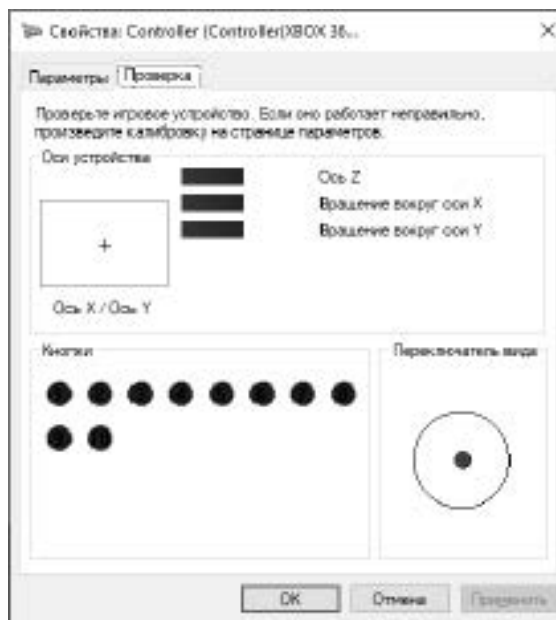 Свойства: Controller (Controller(XBOX 36...
Параметры
Проверка
Проверьте игровое устройство. Если оно работает неправильно,
произведите калибровку на странице параметров.
Оси устройства
Ось Z
Вращение вокруг оси X
Вращение вокруг оси Y
Ось X / Ось Y
Кнопки
Переключатель вида
OK
Отмена
Применить